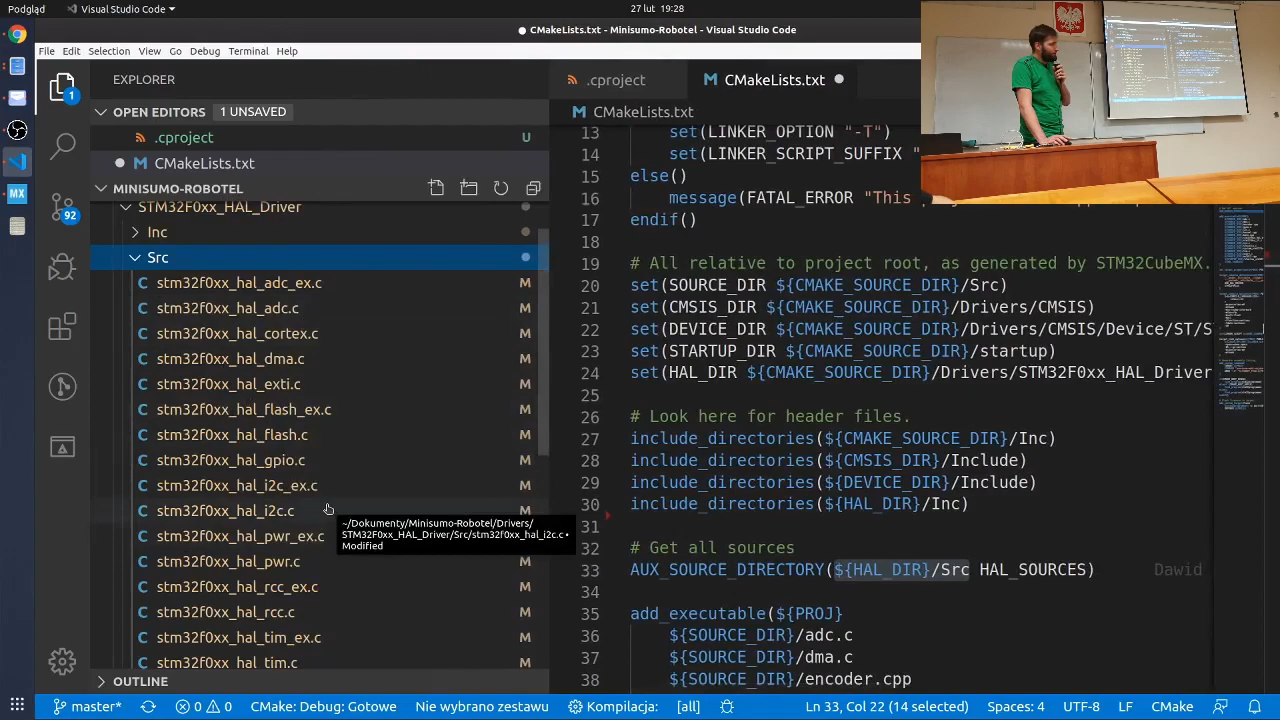 Podgląd
Visual Studio Code
27 lut 19:28
CMakeLists.txt - Minisumo-Robotel - Visual Studio Code
File Edit Selection View Go Debug Terminal Help
EXPLORER
OPEN EDITORS 1 UNSAVED
.cproject U
CMakeLists.txt
MINISUMO-ROBOTEL
STM32F0xx_HAL_Driver
Inc
Src
C stm32f0xx_hal_adc_ex.c M
C stm32f0xx_hal_adc.c M
C stm32f0xx_hal_cortex.c M
C stm32f0xx_hal_dma.c M
C stm32f0xx_hal_exti.c M
C stm32f0xx_hal_flash_ex.c M
C stm32f0xx_hal_flash.c M
C stm32f0xx_hal_gpio.c M
C stm32f0xx_hal_i2c_ex.c M
C stm32f0xx_hal_i2c.c M
C stm32f0xx_hal_pwr_ex.c M
C stm32f0xx_hal_pwr.c M
C stm32f0xx_hal_rcc_ex.c M
C stm32f0xx_hal_rcc.c M
C stm32f0xx_hal_tim_ex.c M
C stm32f0xx_hal_tim.c M
OUTLINE
1
92
MX
~/Dokumenty/Minisumo-Robotel/Drivers/
STM32F0xx_HAL_Driver/Src/stm32f0xx_hal_i2c.c •
Modified
.cproject
CMakeLists.txt
CMakeLists.txt
13 set(LINKER_OPTION "-T")
14 set(LINKER_SCRIPT_SUFFIX "
15 else()
16 message(FATAL_ERROR "This
17 endif()
18
19 All relative to project root, as generated by STM32CubeMX.
20 set(SOURCE_DIR ${CMAKE_SOURCE_DIR}/Src)
21 set(CMSIS_DIR ${CMAKE_SOURCE_DIR}/Drivers/CMSIS)
22 set(DEVICE_DIR ${CMAKE_SOURCE_DIR}/Drivers/CMSIS/Device/ST/S
23 set(STARTUP_DIR ${CMAKE_SOURCE_DIR}/startup)
24 set(HAL_DIR ${CMAKE_SOURCE_DIR}/Drivers/STM32F0xx_HAL_Driver
25
26 # Look here for header files.
27 include_directories(${CMAKE_SOURCE_DIR}/Inc)
28 include_directories(${CMSIS_DIR}/Include)
29 include_directories(${DEVICE_DIR}/Include)
30 include_directories(${HAL_DIR}/Inc)
31
32 # Get all sources
33 AUX_SOURCE_DIRECTORY(${HAL_DIR}/Src HAL_SOURCES) Dawid
34
35 add_executable(${PROJ}
36 ${SOURCE_DIR}/adc.c
37 ${SOURCE_DIR}/dma.c
38 ${SOURCE_DIR}/encoder.cpp
master* 0 0 CMake: Debug: Gotowe Nie wybrano zestawu Kompilacja: [all] Ln 33, Col 22 (14 selected) Spaces: 4 UTF-8 LF CMake